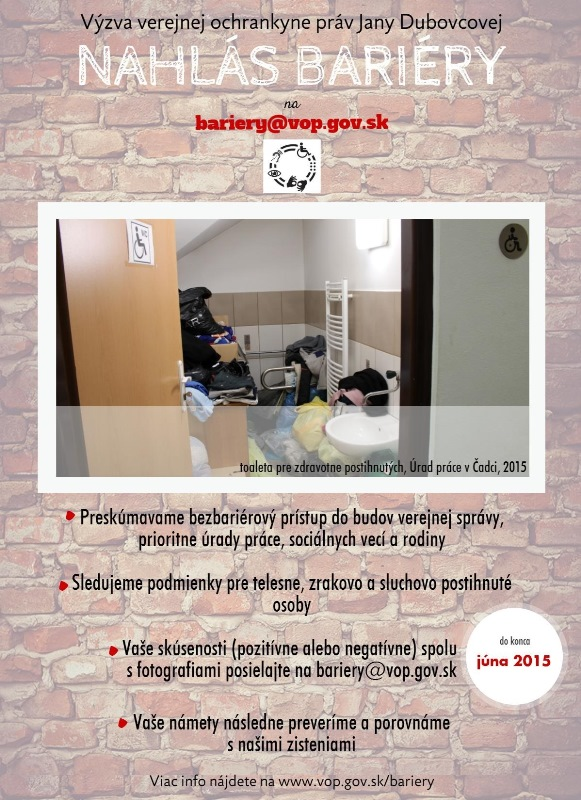 Výzva verejnej ochrankyne práv Jany Dubovcovej
NAHLÁS BARIÉRY
na
bariery@vop.gov.sk
WC
toaleta pre zdravotne postihnutých, Úrad práce v Čadci, 2015
Preskúmavame bezbariérový prístup do budov verejnej správy,
prioritne úrady práce, sociálnych vecí a rodiny
Sledujeme podmienky pre telesne, zrakovo a sluchovo postihnuté
osoby
Vaše skúsenosti (pozitívne alebo negatívne) spolu
s fotografiami posielajte na bariery@vop.gov.sk
do konca
júna 2015
Vaše námety následne preveríme a porovnáme
s našimi zisteniami
Viac info nájdete na www.vop.gov.sk/bariery